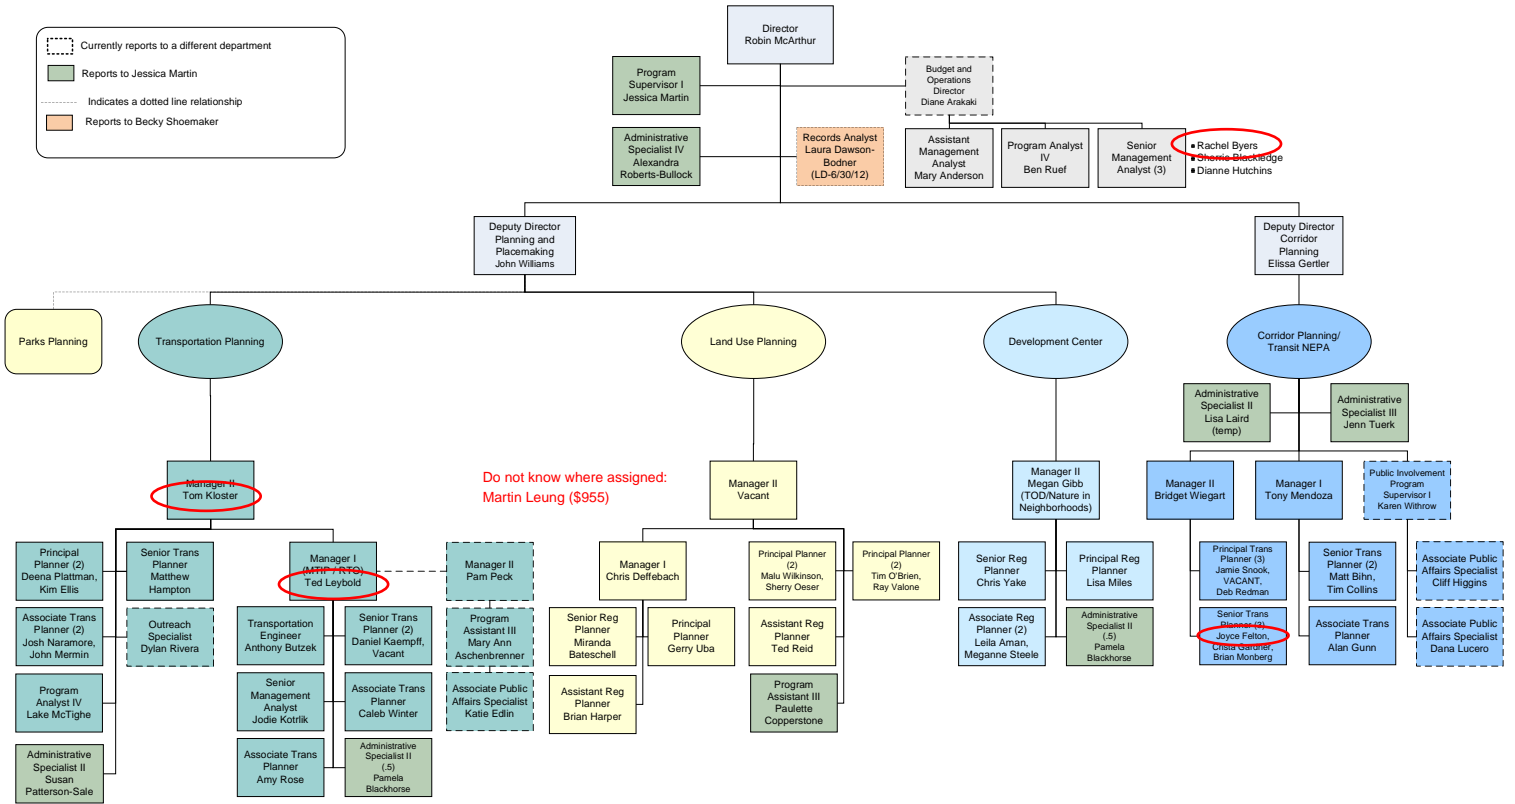 Currently reports to a different department
Reports to Jessica Martin
Indicates a dotted line relationship
Reports to Becky Shoemaker
Director
Robin McArthur
Program
Supervisor I
Jessica Martin
Budget and
Operations
Director
Diane Arakaki
Administrative
Specialist IV
Alexandra
Roberts-Bullock
Records Analyst
Laura Dawson-
Bodner
(LD-6/30/12)
Assistant
Management
Analyst
Mary Anderson
Program Analyst
IV
Ben Ruef
Senior
Management
Analyst (3)
• Rachel Byers
• Sherrie Blackledge
• Dianne Hutchins
Deputy Director
Planning and
Placemaking
John Williams
Deputy Director
Corridor
Planning
Elissa Gertler
Parks Planning
Transportation Planning
Land Use Planning
Development Center
Corridor Planning/
Transit NEPA
Administrative
Specialist II
Lisa Laird
(temp)
Administrative
Specialist III
Jenn Tuerk
Manager II
Tom Kloster
Do not know where assigned:
Martin Leung ($955)
Manager II
Vacant
Manager II
Megan Gibb
(TOD/Nature in
Neighborhoods)
Manager II
Bridget Wiegart
Manager I
Tony Mendoza
Public Involvement
Program
Supervisor I
Karen Withrow
Principal
Planner (2)
Deena Plattman,
Kim Ellis
Senior Trans
Planner
Matthew
Hampton
Manager I
(MTIP / RTO)
Ted Leybold
Manager II
Pam Peck
Manager I
Chris Deffebach
Principal Planner
(2)
Malu Wilkinson,
Sherry Oeser
Principal Planner
(2)
Tim O'Brien,
Ray Valone
Senior Reg
Planner
Chris Yake
Principal Reg
Planner
Lisa Miles
Principal Trans
Planner (3)
Jamie Snook,
VACANT,
Deb Redman
Senior Trans
Planner (2)
Matt Bihn,
Tim Collins
Associate Public
Affairs Specialist
Cliff Higgins
Associate Trans
Planner (2)
Josh Naramore,
John Mermin
Outreach
Specialist
Dylan Rivera
Transportation
Engineer
Anthony Butzek
Senior Trans
Planner (2)
Daniel Kaempff,
Vacant
Program
Assistant III
Mary Ann
Aschenbrenner
Senior Reg
Planner
Miranda
Bateschell
Principal
Planner
Gerry Uba
Assistant Reg
Planner
Ted Reid
Associate Reg
Planner (2)
Leila Aman,
Meganne Steele
Administrative
Specialist II
(.5)
Pamela
Blackhorse
Senior Trans
Planner (3)
Joyce Felton,
Crista Gardner,
Brian Monberg
Associate Trans
Planner
Alan Gunn
Associate Public
Affairs Specialist
Dana Lucero
Program
Analyst IV
Lake McTighe
Senior
Management
Analyst
Jodie Kotrlik
Associate Trans
Planner
Caleb Winter
Associate Public
Affairs Specialist
Katie Edlin
Assistant Reg
Planner
Brian Harper
Program
Assistant III
Paulette
Copperstone
Administrative
Specialist II
Susan
Patterson-Sale
Associate Trans
Planner
Amy Rose
Administrative
Specialist II
(.5)
Pamela
Blackhorse